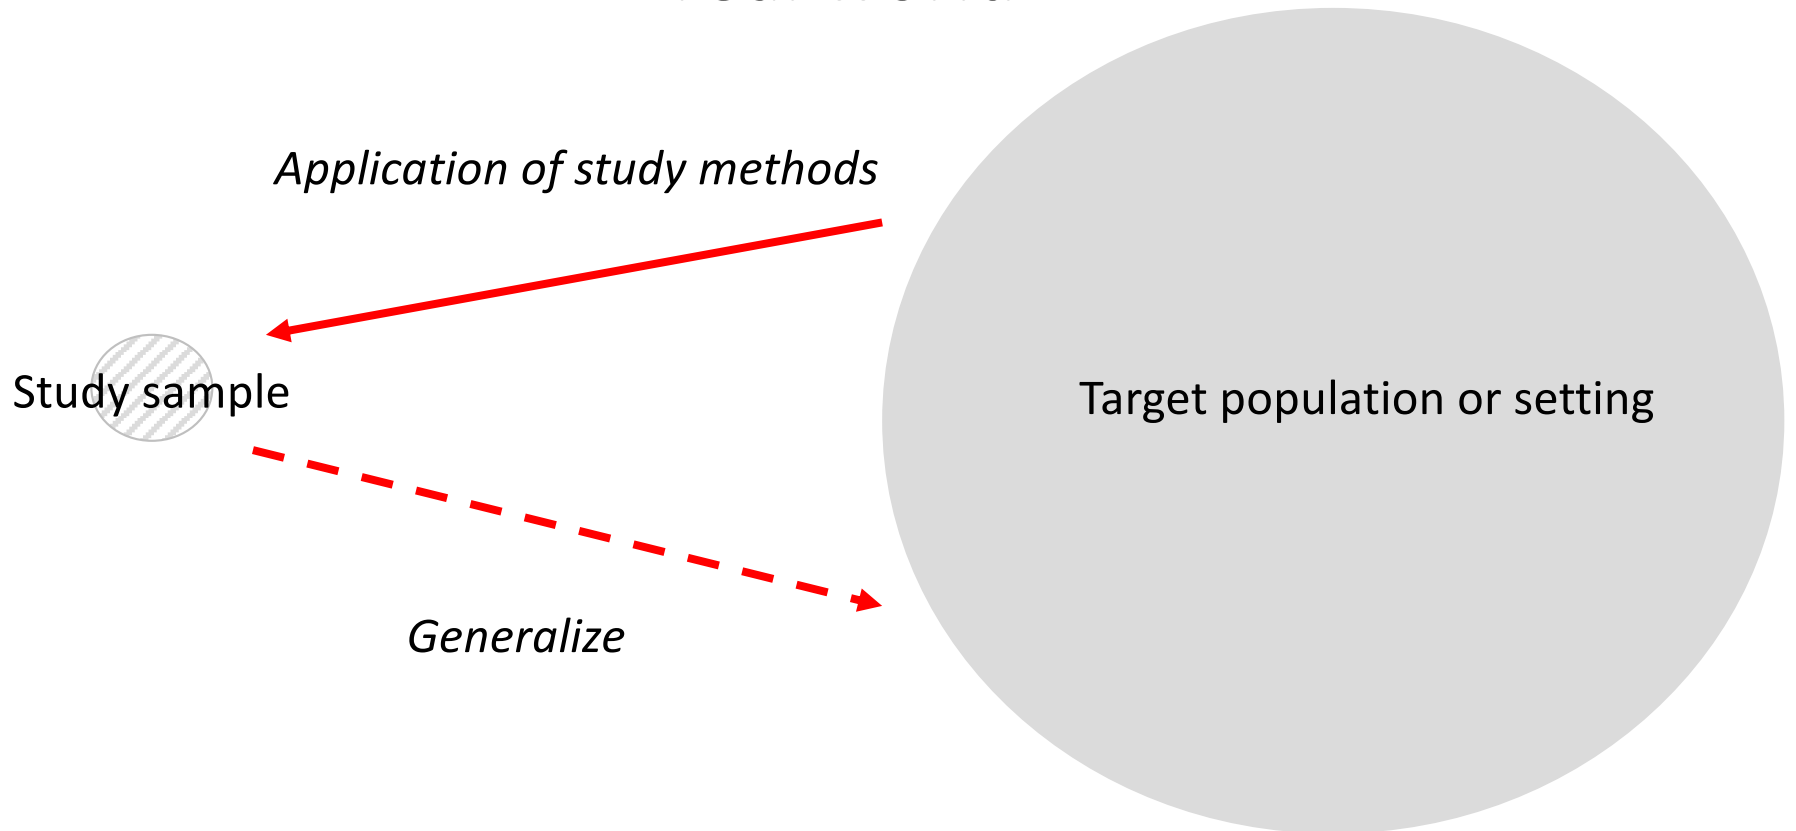 Application of study methods
Study sample
Target population or setting
Generalize